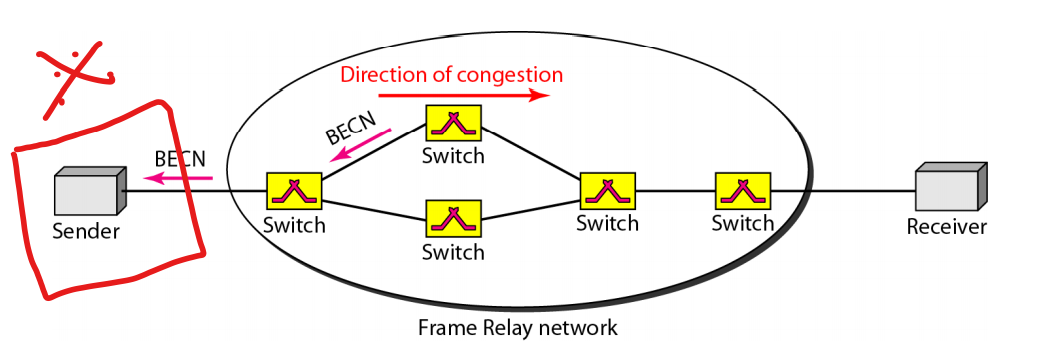 Direction of congestion
BECN
Switch
BECN
Sender
Switch
Switch
Switch
Switch
Receiver
Frame Relay network